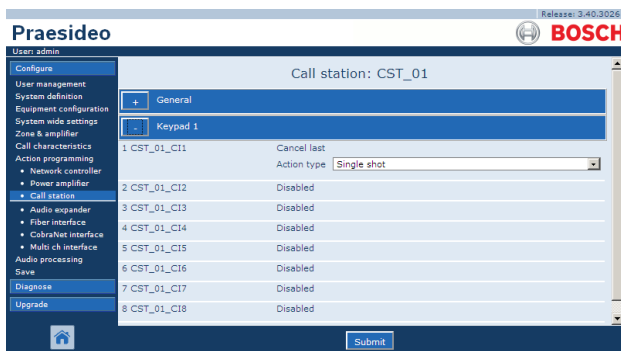 Release: 3.40.3026
Praesideo
BOSCH
User: admin
Configure
User management
System definition
Equipment configuration
System wide settings
Zone & amplifier
Call characteristics
Action programming
• Network controller
• Power amplifier
• Call station
• Audio expander
• Fiber interface
• CobraNet interface
• Multi ch interface
Audio processing
Save
Diagnose
Upgrade
Call station: CST_01
+ General
- Keypad 1
1 CST_01_CI1 Cancel last
Action type Single shot
2 CST_01_CI2 Disabled
3 CST_01_CI3 Disabled
4 CST_01_CI4 Disabled
5 CST_01_CI5 Disabled
6 CST_01_CI6 Disabled
7 CST_01_CI7 Disabled
8 CST_01_CI8 Disabled
Submit